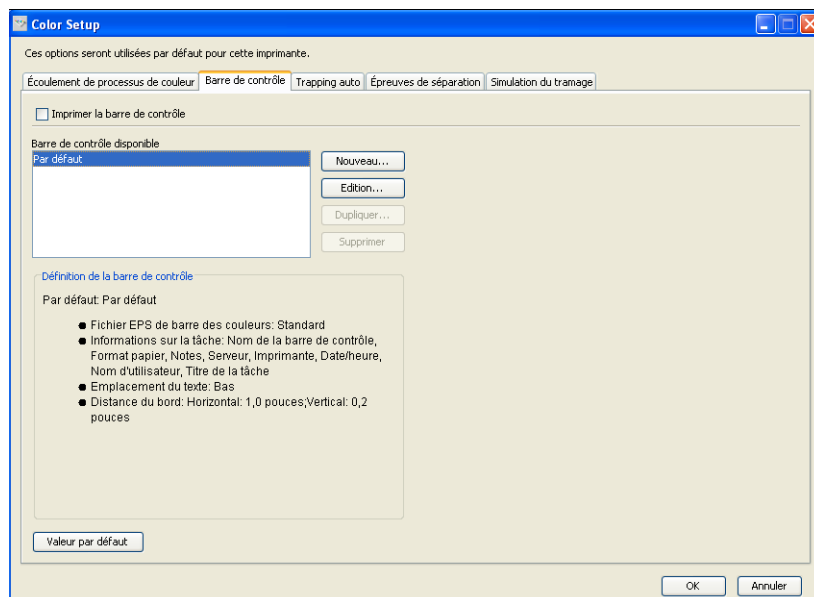 Color Setup
Ces options seront utilisées par défaut pour cette imprimante.
Écoulement de processus de couleur
Barre de contrôle
Trapping auto
Épreuves de séparation
Simulation du tramage
Imprimer la barre de contrôle
Barre de contrôle disponible
Par défaut
Nouveau...
Edition...
Dupliquer...
Supprimer
Définition de la barre de contrôle
Par défaut: Par défaut
● Fichier EPS de barre des couleurs: Standard
● Informations sur la tâche: Nom de la barre de contrôle,
Format papier, Notes, Serveur, Imprimante, Date/heure,
Nom d'utilisateur, Titre de la tâche
● Emplacement du texte: Bas
● Distance du bord: Horizontal: 1,0 pouces;Vertical: 0,2
pouces
Valeur par défaut
OK
Annuler